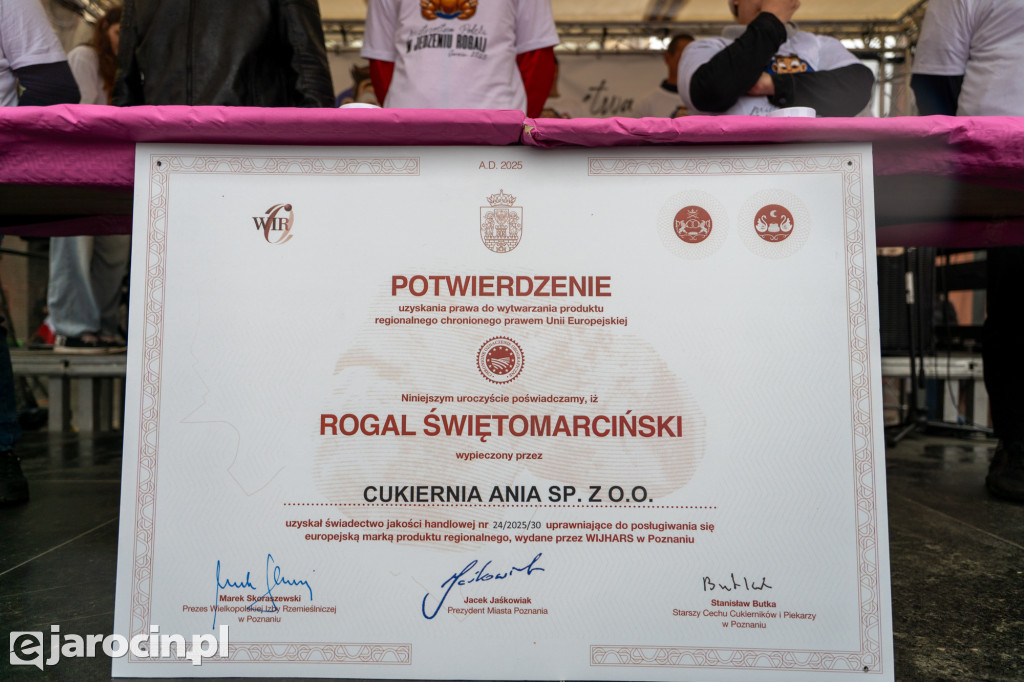 W JEDZENIU ROGALI
A.D. 2025
WIR
POTWIERDZENIE
uzyskania prawa do wytwarzania produktu
regionalnego chronionego prawem Unii Europejskiej
Niniejszym uroczyście poświadczamy, iż
ROGAL ŚWIĘTOMARCIŃSKI
wypieczony przez
CUKIERNIA ANIA SP. Z O.O.
uzyskał świadectwo jakości handlowej nr 24/2025/30 uprawniające do posługiwania się
europejską marką produktu regionalnego, wydane przez WIJHARS w Poznaniu
Marek Skoraszewski
Prezes Wielkopolskiej Izby Rzemieślniczej
w Poznaniu
Jacek Jaśkowiak
Prezydent Miasta Poznania
Butka
Stanisław Butka
Starszy Cechu Cukierników i Piekarzy
w Poznaniu
ejarocin.pl